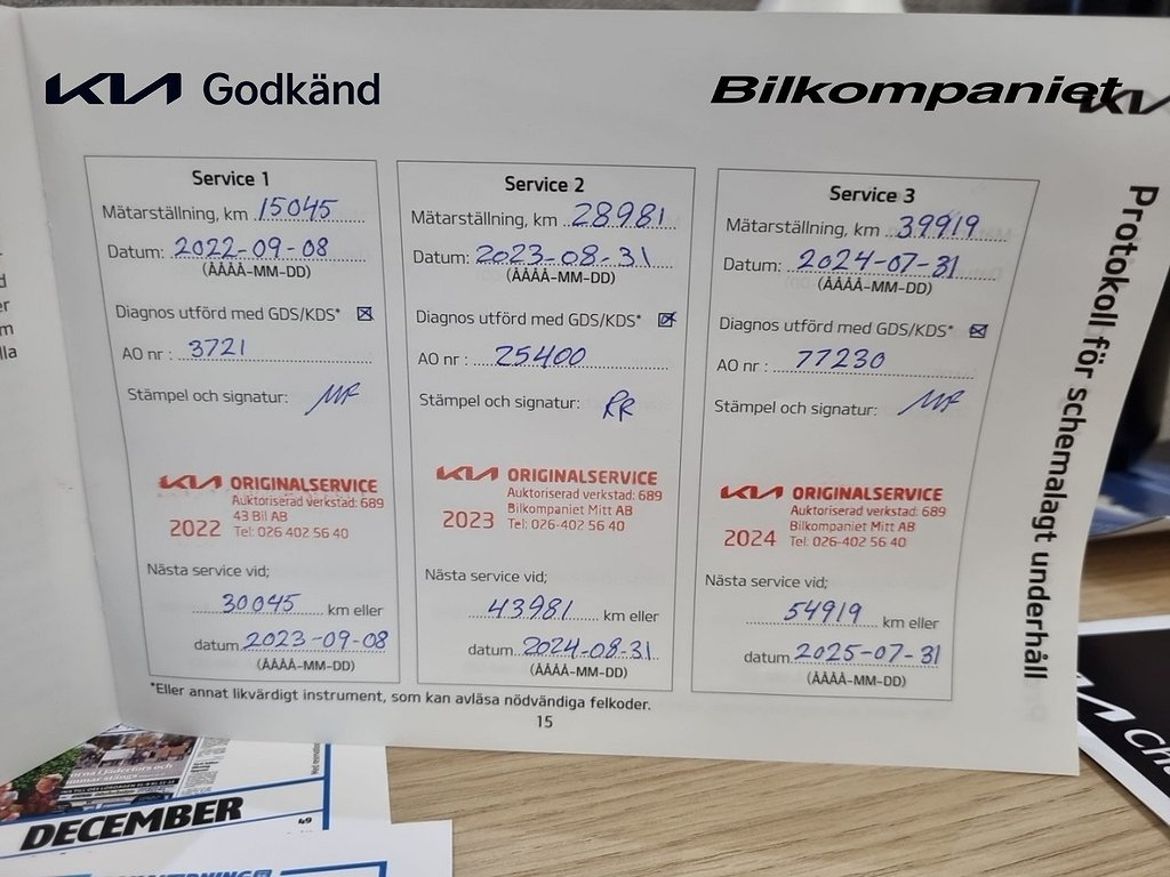 KIA Godkänd
Bilkompaniet
KIA
Service 1
Mätarställning, km 15045
Datum: 2022-09-08
(ÅÅÅÅ-MM-DD)
Diagnos utförd med GDS/KDS* ☒
AO nr : 3721
Stämpel och signatur: MF
KIA ORIGINALSERVICE
Auktoriserad verkstad: 689
43 Bil AB
2022 Tel: 026 402 56 40
Nästa service vid;
30045 km eller
datum 2023-09-08
(ÅÅÅÅ-MM-DD)
Service 2
Mätarställning, km 28981
Datum: 2023-08-31
(ÅÅÅÅ-MM-DD)
Diagnos utförd med GDS/KDS* ☒
AO nr : 25400
Stämpel och signatur: RR
KIA ORIGINALSERVICE
Auktoriserad verkstad: 689
Bilkompaniet Mitt AB
2023 Tel: 026-402 56 40
Nästa service vid;
43981 km eller
datum 2024-08-31
(ÅÅÅÅ-MM-DD)
Service 3
Mätarställning, km 39919
Datum: 2024-07-31
(ÅÅÅÅ-MM-DD)
Diagnos utförd med GDS/KDS* ☒
AO nr : 77230
Stämpel och signatur: MF
KIA ORIGINALSERVICE
Auktoriserad verkstad: 689
Bilkompaniet Mitt AB
2024 Tel: 026-402 56 40
Nästa service vid;
54919 km eller
datum 2025-07-31
(ÅÅÅÅ-MM-DD)
*Eller annat likvärdigt instrument, som kan avläsa nödvändiga felkoder.
15
Protokoll för schemalagt underhåll
DECEMBER
49